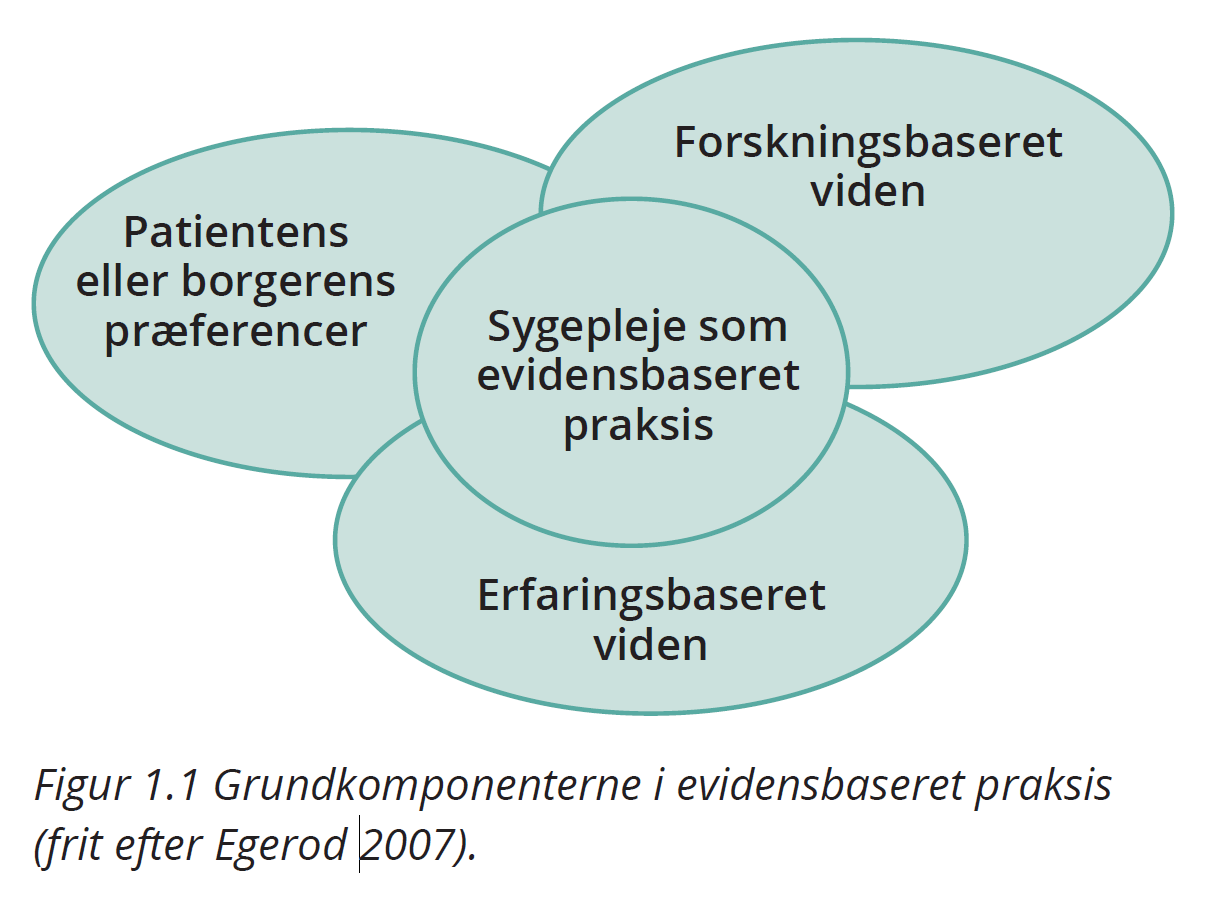 Forskningsbaseret
viden
Patientens
eller borgerens
præferencer
Sygepleje som
evidensbaseret
praksis
Erfaringsbaseret
viden
Figur 1.1 Grundkomponenterne i evidensbaseret praksis
(frit efter Egerod 2007).